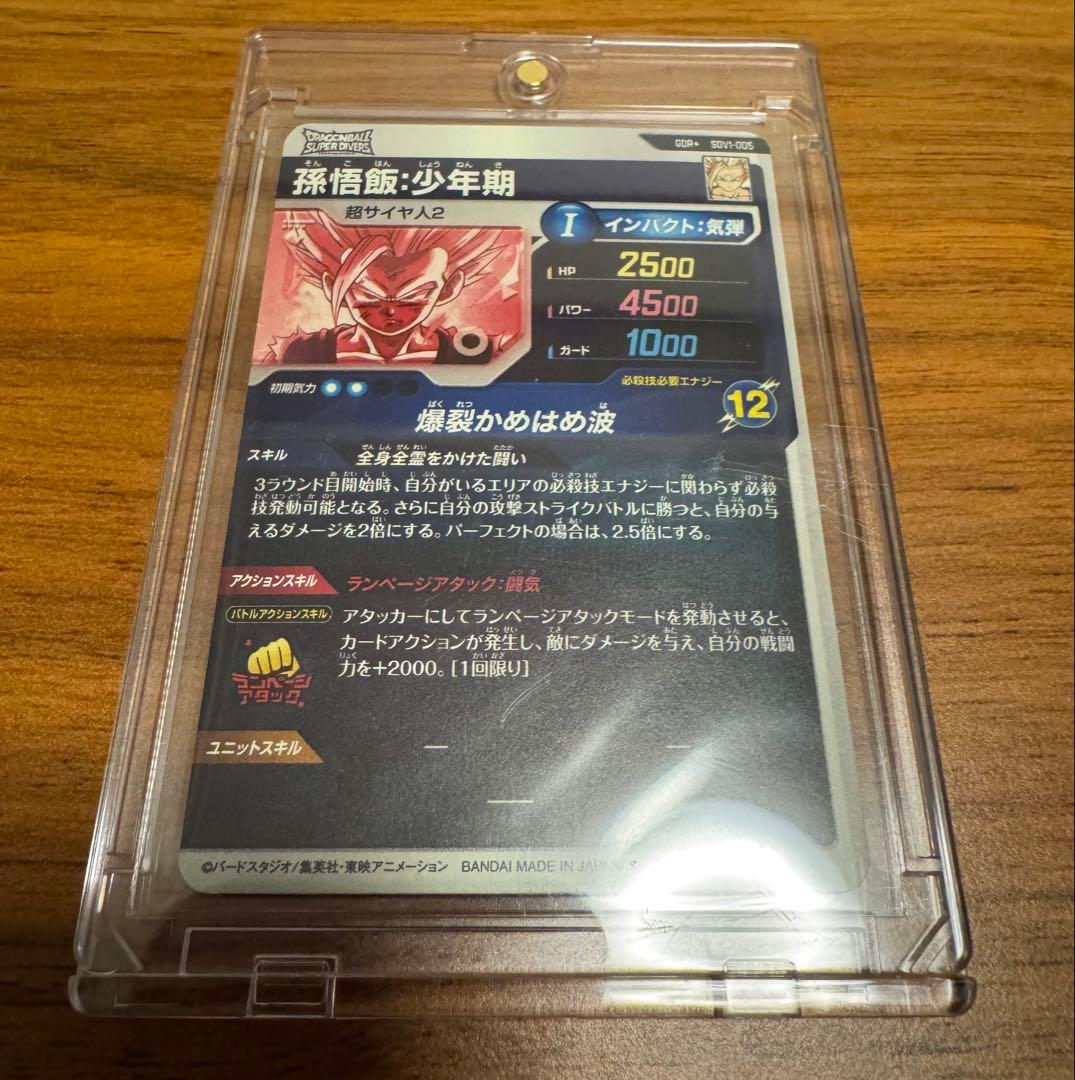 DRAGONBALL
SUPER DIVERS
GDR★ SDV1-005
そんごはん しょうねんき
孫悟飯:少年期
超サイヤ人2
I インパクト:気弾
HP 2500
パワー 4500
ガード 1000
初期気力
必殺技必要エナジー
12
ばくれつ は
爆裂かめはめ波
スキル
ぜんしんぜんれい たたか
全身全霊をかけた闘い
3ラウンド目開始時、自分がいるエリアの必殺技エナジーに関わらず必殺
技発動可能となる。さらに自分の攻撃ストライクバトルに勝つと、自分の与
えるダメージを2倍にする。パーフェクトの場合は、2.5倍にする。
アクションスキル
ランページアタック:闘気
バトルアクションスキル
アタッカーにしてランページアタックモードを発動させると、
カードアクションが発生し、敵にダメージを与え、自分の戦闘
力を+2000。[1回限り]
ランページ
アタック
ユニットスキル
— —
—
©バードスタジオ/集英社・東映アニメーション BANDAI MADE IN JAPAN